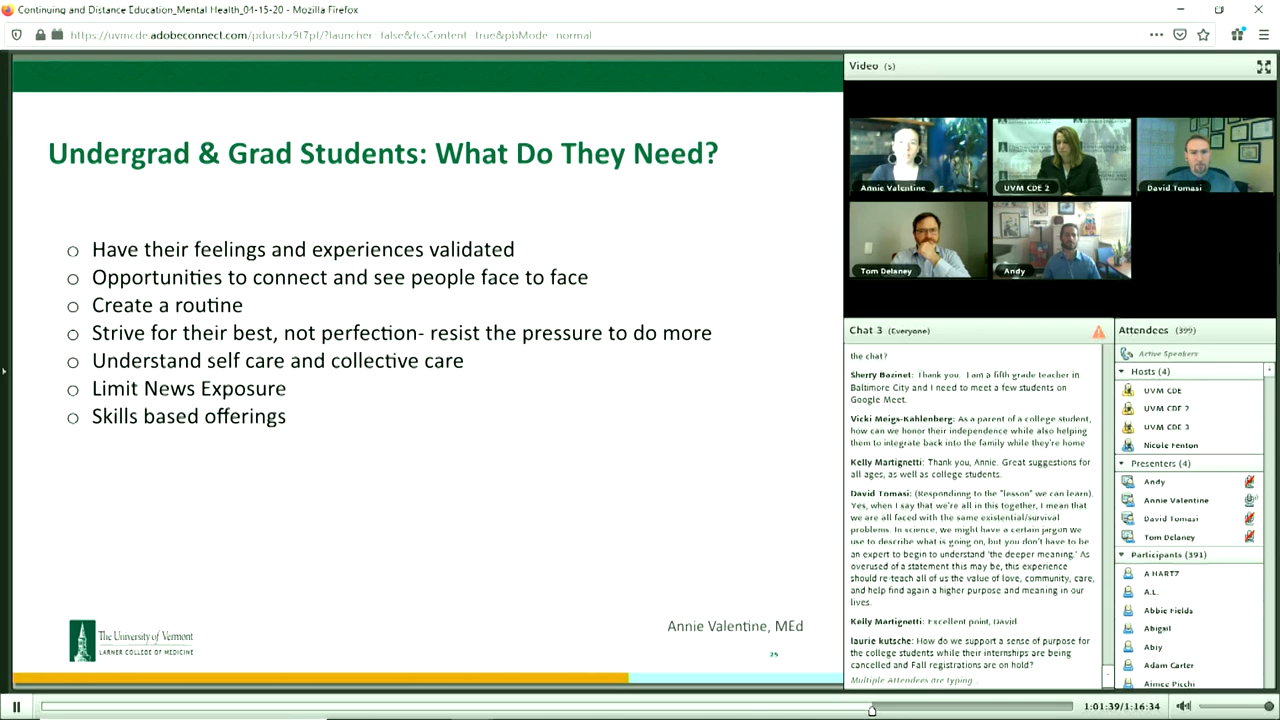 Continuing and Distance Education_Mental Health_04-15-20 - Mozilla Firefox
Undergrad & Grad Students: What Do They Need?
Have their feelings and experiences validated
Opportunities to connect and see people face to face
Create a routine
Strive for their best, not perfection- resist the pressure to do more
Understand self care and collective care
Limit News Exposure
Skills based offerings
The University of Vermont
LARNER COLLEGE OF MEDICINE
Annie Valentine, MEd
Video (5)
Annie Valentine
UVM CDE 2
David Tomasi
Tom Delaney
Andy
Chat 3 (Everyone)
the chat?
Sherry Bazinet: Thank you. I am a fifth grade teacher in
Baltimore City and I need to meet a few students on
Google Meet.
Vicki Meigs-Kahlenberg: As a parent of a college student,
how can we honor their independence while also helping
them to integrate back into the family while they're home
Kelly Martignetti: Thank you, Annie. Great suggestions for
all ages, as well as college students.
David Tomasi: (Respondinng to the "lesson" we can learn).
Yes, when I say that we're all in this together, I mean that
we are all faced with the same existential/survival
problems. In science, we might have a certain jargon we
use to describe what is going on, but you don't have to be
an expert to begin to understand 'the deeper meaning.' As
overused of a statement this may be, this experience
should re-teach all of us the value of love, community, care,
and help find again a higher purpose and meaning in our
lives.
Kelly Martignetti: Excellent point, David
laurie kutsche: How do we support a sense of purpose for
the college students while their internships are being
cancelled and Fall registrations are on hold?
Multiple Attendees are typing
Attendees (399)
Active Speakers
Hosts (4)
UVM CDE
UVM CDE 2
UVM CDE 3
Nicole Fenton
Presenters (4)
Andy
Annie Valentine
David Tomasi
Tom Delaney
Participants (391)
A HARTZ
A.L.
Abbie Fields
Abigail
Abiy
Adam Carter
Aimee Picchi
1:01:39/1:16:34